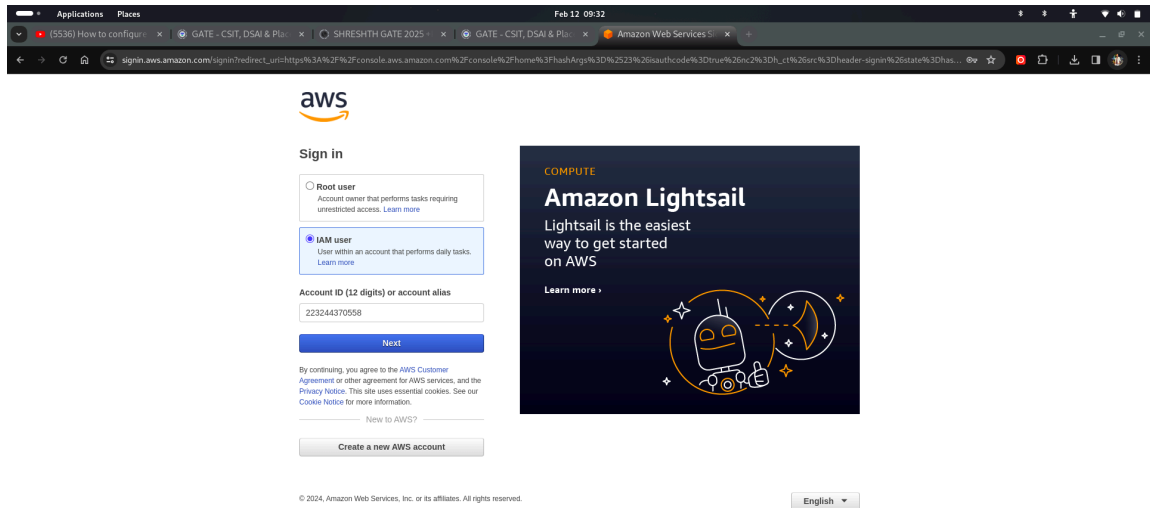 Applications Places
Feb 12 09:32
(5536) How to configure
GATE - CSIT, DSAI & Plac
SHRESHTH GATE 2025
GATE - CSIT, DSAI & Plac
Amazon Web Services Si
signin.aws.amazon.com/signin?redirect_uri=https%3A%2F%2Fconsole.aws.amazon.com%2Fconsole%2Fhome%3FhashArgs%3D%2523%26isauthcode%3Dtrue%26nc2%3Dh_ct%26src%3Dheader-signin%26state%3Dhas...
aws
Sign in
Root user
Account owner that performs tasks requiring
unrestricted access. Learn more
IAM user
User within an account that performs daily tasks.
Learn more
Account ID (12 digits) or account alias
223244370558
Next
By continuing, you agree to the AWS Customer
Agreement or other agreement for AWS services, and the
Privacy Notice. This site uses essential cookies. See our
Cookie Notice for more information.
New to AWS?
Create a new AWS account
COMPUTE
Amazon Lightsail
Lightsail is the easiest
way to get started
on AWS
Learn more ›
© 2024, Amazon Web Services, Inc. or its affiliates. All rights reserved.
English